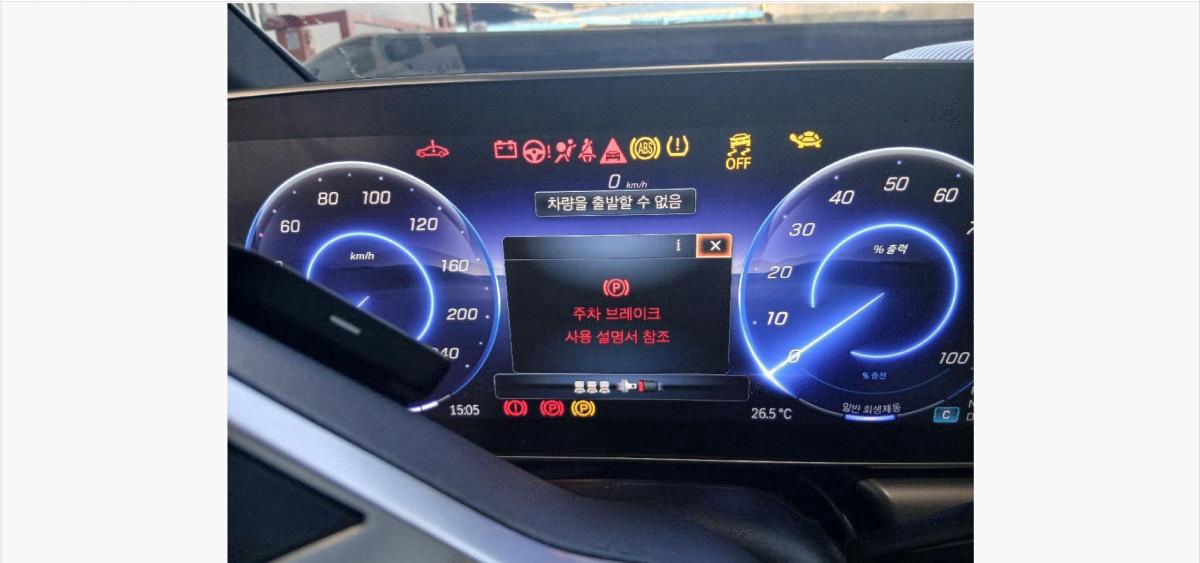 ABS
OFF
0 km/h
차량을 출발할 수 없음
60
80
100
120
160
200
km/h
i
P
주차 브레이크
사용 설명서 참조
20
30
40
50
60
10
0
100
% 출력
% 충전
15:05
P
P
26.5 °C
일반 회생제동
C